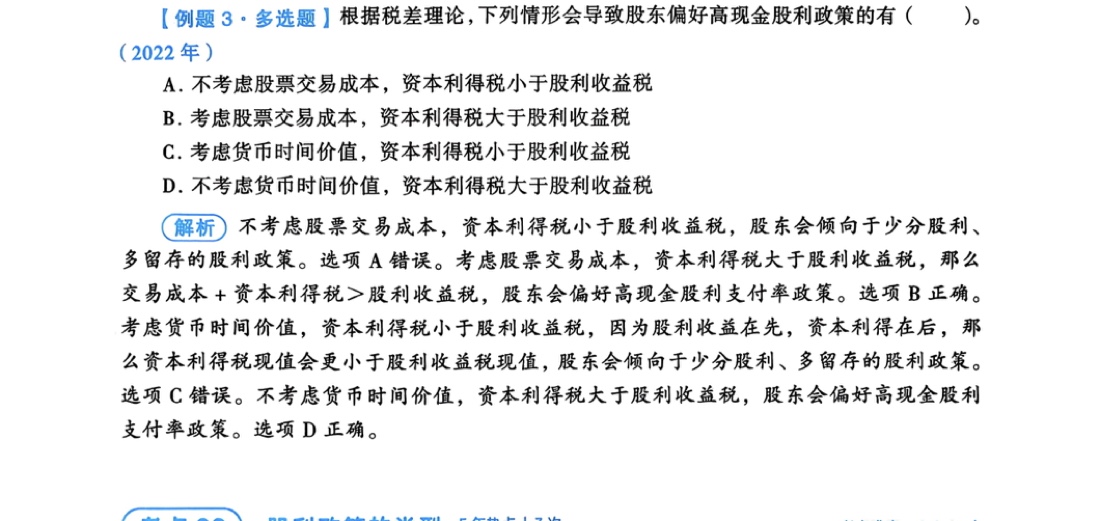 【例题 3·多选题】根据税差理论,下列情形会导致股东偏好高现金股利政策的有(　　)。
(2022 年)
A. 不考虑股票交易成本，资本利得税小于股利收益税
B. 考虑股票交易成本，资本利得税大于股利收益税
C. 考虑货币时间价值，资本利得税小于股利收益税
D. 不考虑货币时间价值，资本利得税大于股利收益税
解析 不考虑股票交易成本，资本利得税小于股利收益税，股东会倾向于少分股利、
多留存的股利政策。选项 A 错误。考虑股票交易成本，资本利得税大于股利收益税，那么
交易成本 + 资本利得税＞股利收益税，股东会偏好高现金股利支付率政策。选项 B 正确。
考虑货币时间价值，资本利得税小于股利收益税，因为股利收益在先，资本利得在后，那
么资本利得税现值会更小于股利收益税现值，股东会倾向于少分股利、多留存的股利政策。
选项 C 错误。不考虑货币时间价值，资本利得税大于股利收益税，股东会偏好高现金股利
支付率政策。选项 D 正确。
股利政策的类型